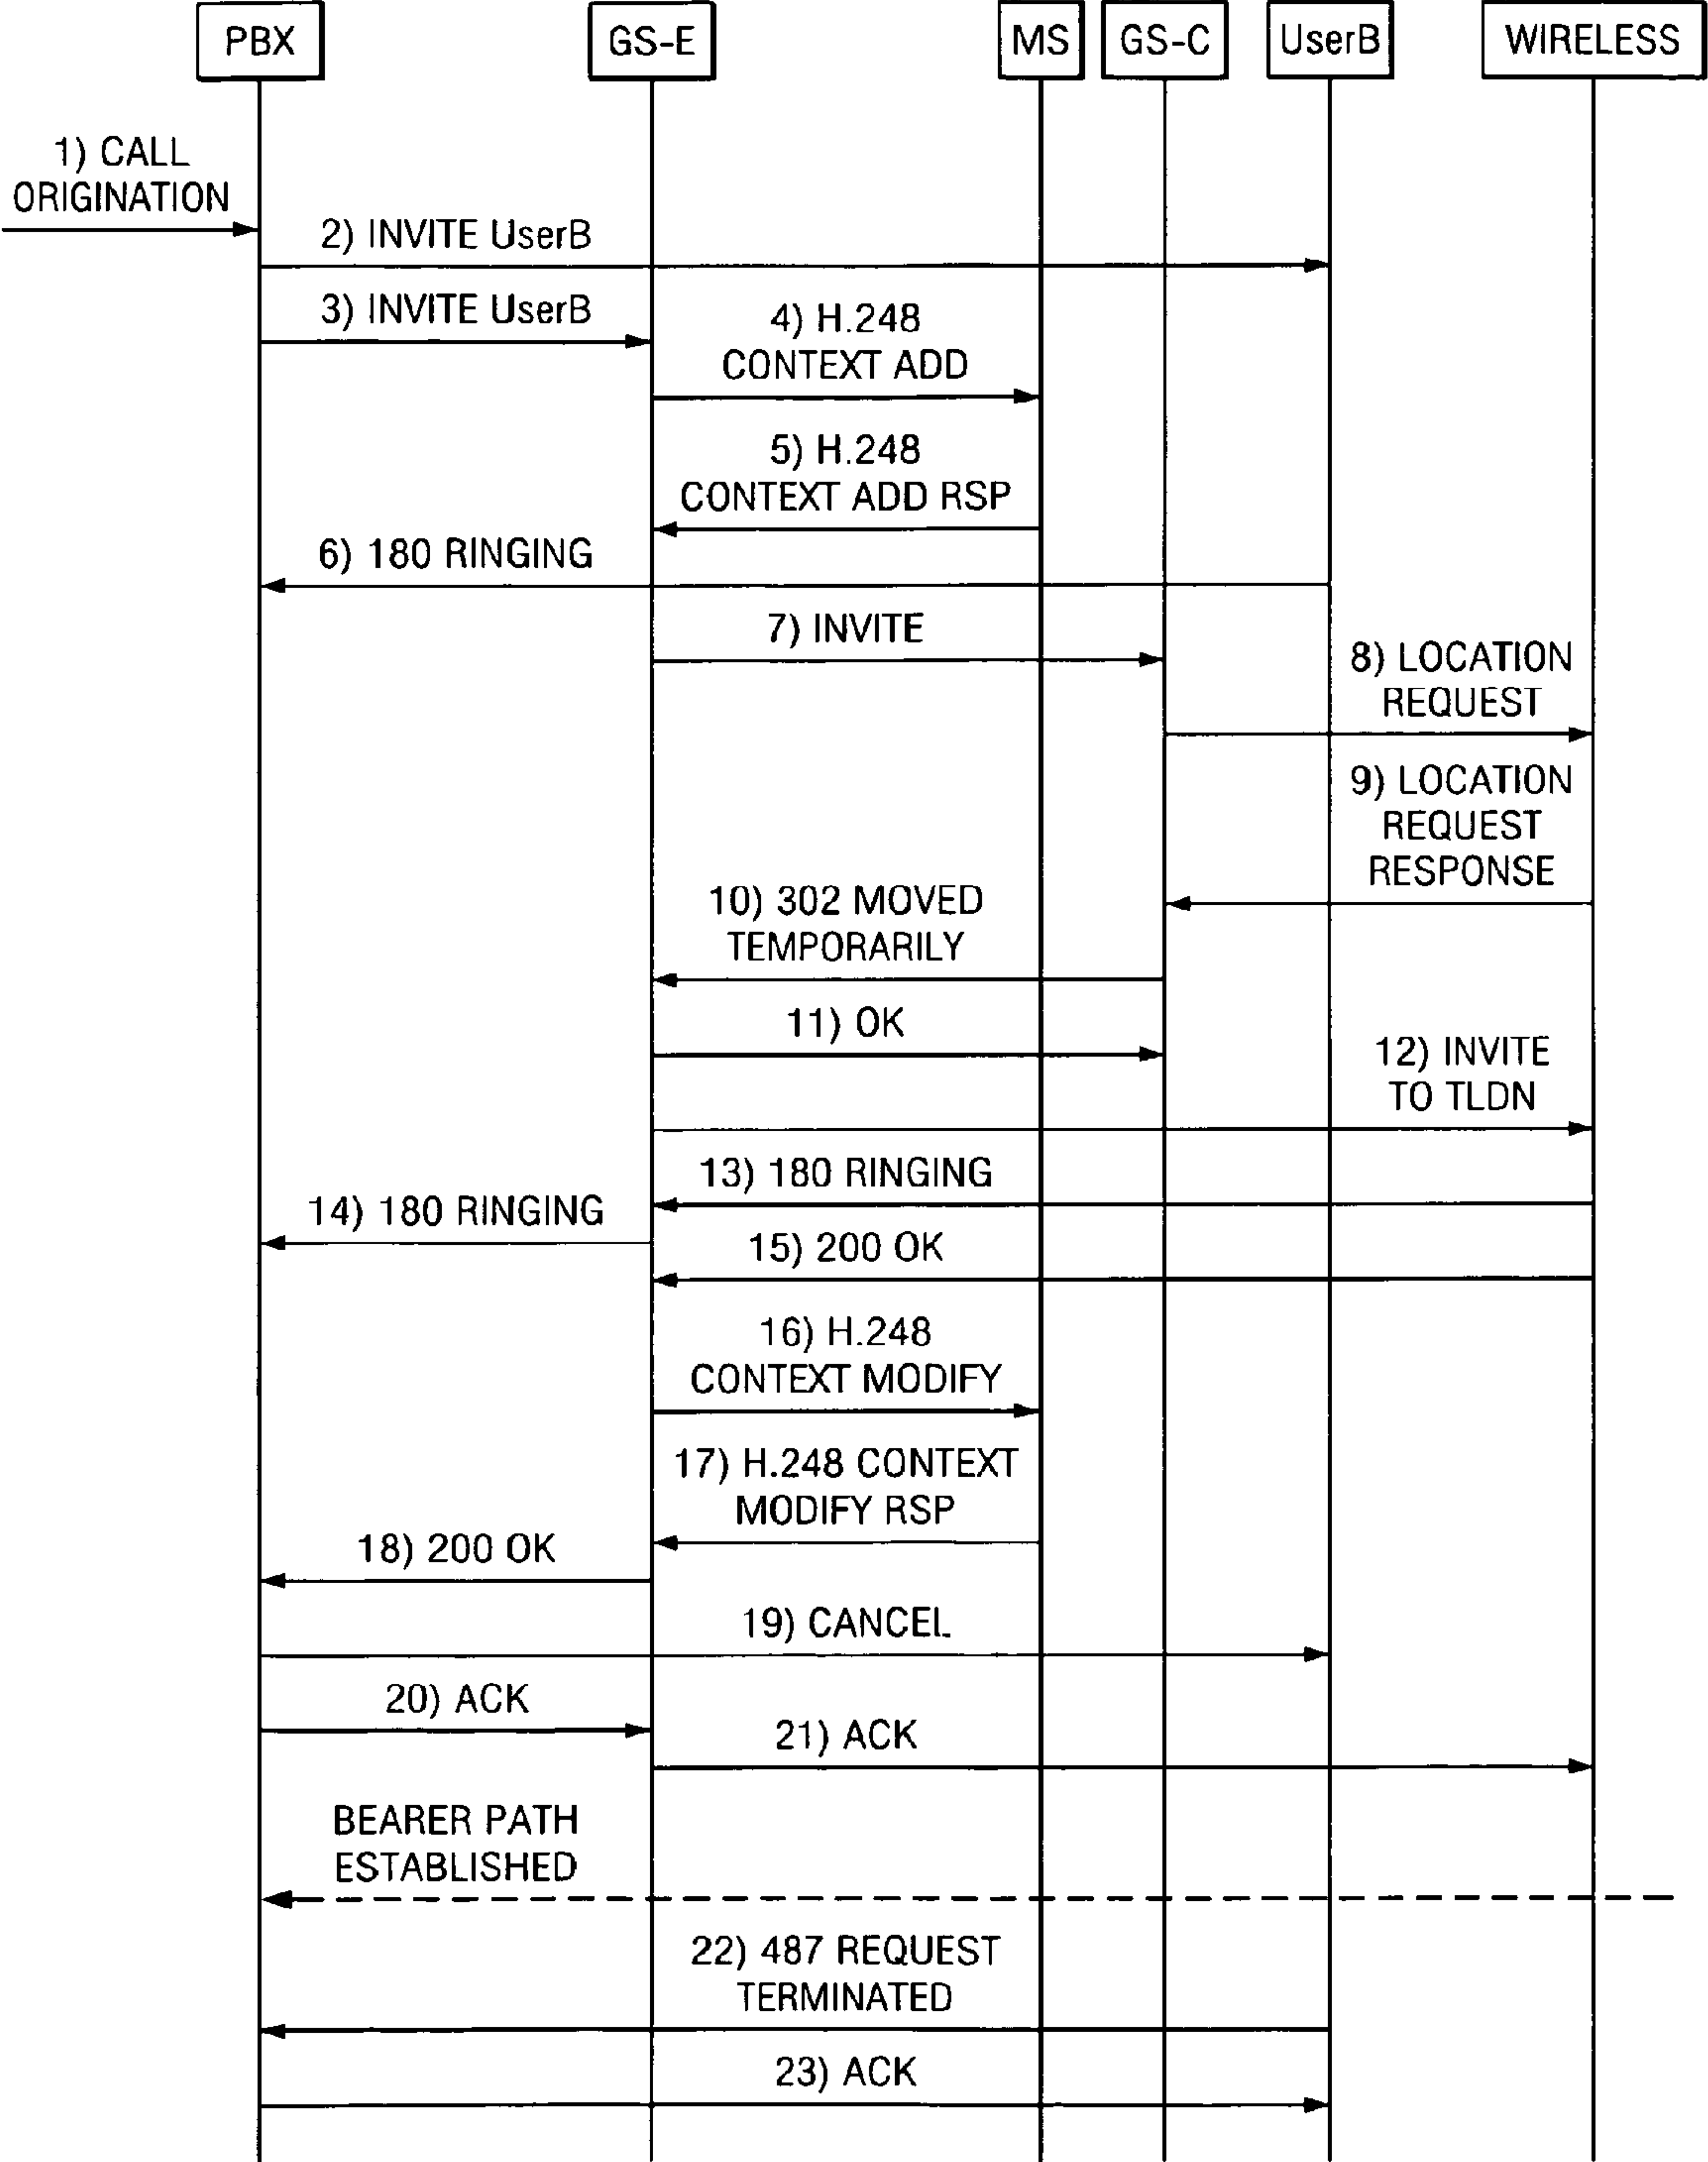 PBX
GS-E
MS
GS-C
UserB
WIRELESS
1) CALL
ORIGINATION
2) INVITE UserB
3) INVITE UserB
4) H.248
CONTEXT ADD
5) H.248
CONTEXT ADD RSP
6) 180 RINGING
7) INVITE
8) LOCATION
REQUEST
9) LOCATION
REQUEST
RESPONSE
10) 302 MOVED
TEMPORARILY
11) OK
12) INVITE
TO TLDN
13) 180 RINGING
14) 180 RINGING
15) 200 OK
16) H.248
CONTEXT MODIFY
17) H.248 CONTEXT
MODIFY RSP
18) 200 OK
19) CANCEL
20) ACK
21) ACK
BEARER PATH
ESTABLISHED
22) 487 REQUEST
TERMINATED
23) ACK